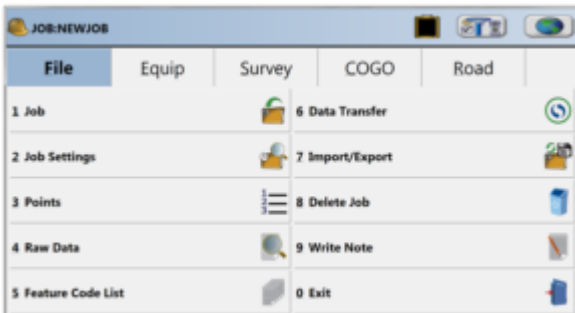 JOB:NEWJOB
File Equip Survey COGO Road
1 Job
6 Data Transfer
2 Job Settings
7 Import/Export
3 Points
8 Delete Job
4 Raw Data
9 Write Note
5 Feature Code List
0 Exit